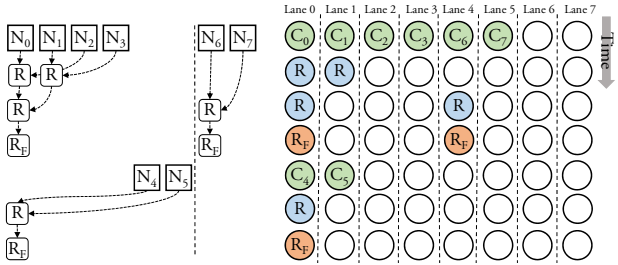 Lane 0 Lane 1 Lane 2 Lane 3 Lane 4 Lane 5 Lane 6 Lane 7
N0 N1 N2 N3 N6 N7 C0 C1 C2 C3 C6 C7
Time
R R R R
R R R R
RF RF RF RF
N4 N5 C4 C5
R R
RF RF